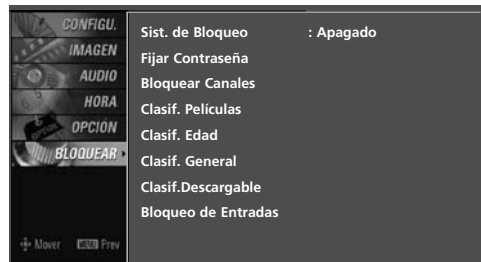 CONFIGU.
IMAGEN
AUDIO
HORA
OPCIÓN
BLOQUEAR
Mover MENU Prev
Sist. de Bloqueo : Apagado
Fijar Contraseña
Bloquear Canales
Clasif. Películas
Clasif. Edad
Clasif. General
Clasif.Descargable
Bloqueo de Entradas